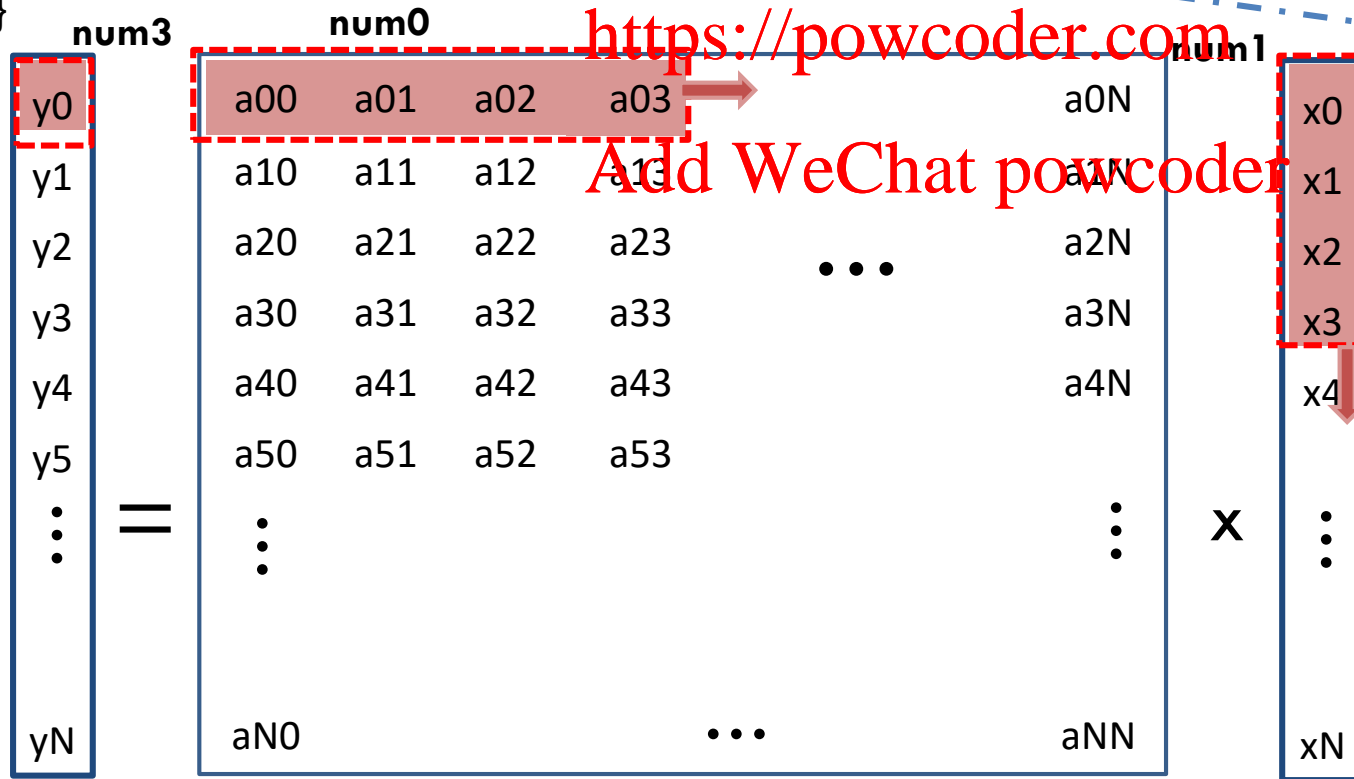 }
num3 num0 https://powcoder.com num1
y0 a00 a01 a02 a03 a0N x0
Add WeChat powcoder
y1 a10 a11 a12 a13 a1N x1
y2 a20 a21 a22 a23 ... a2N x2
y3 a30 a31 a32 a33 a3N x3
y4 a40 a41 a42 a43 a4N x4
y5 a50 a51 a52 a53
⋮ = ⋮ ⋮ x ⋮
yN aN0 ... aNN xN